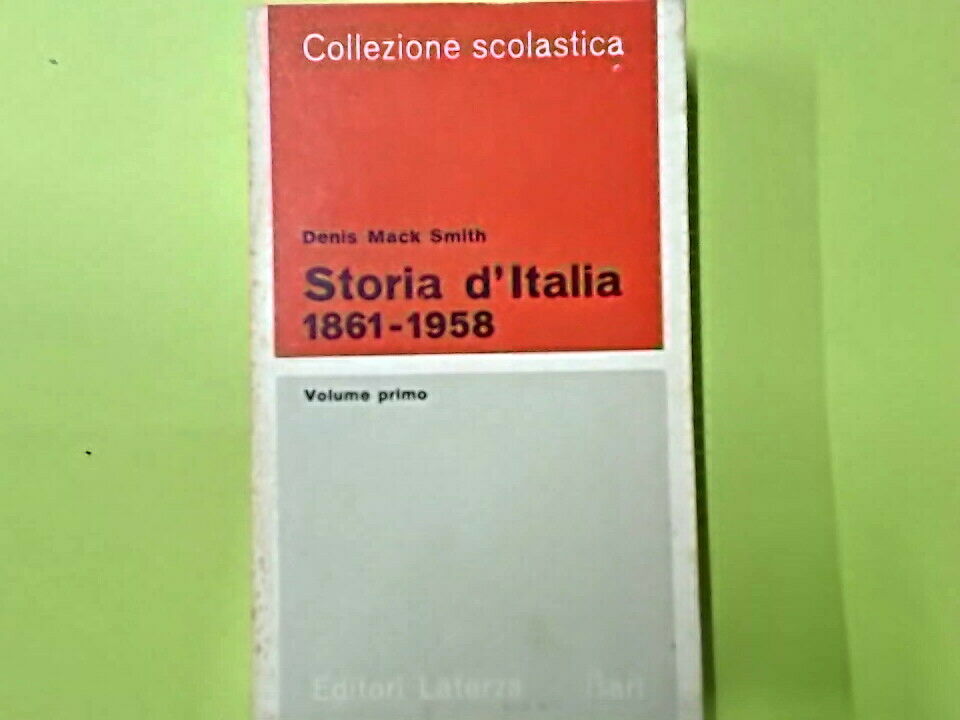 Collezione scolastica
Denis Mack Smith
Storia d'Italia
1861-1958
Volume primo
Editori Laterza Bari